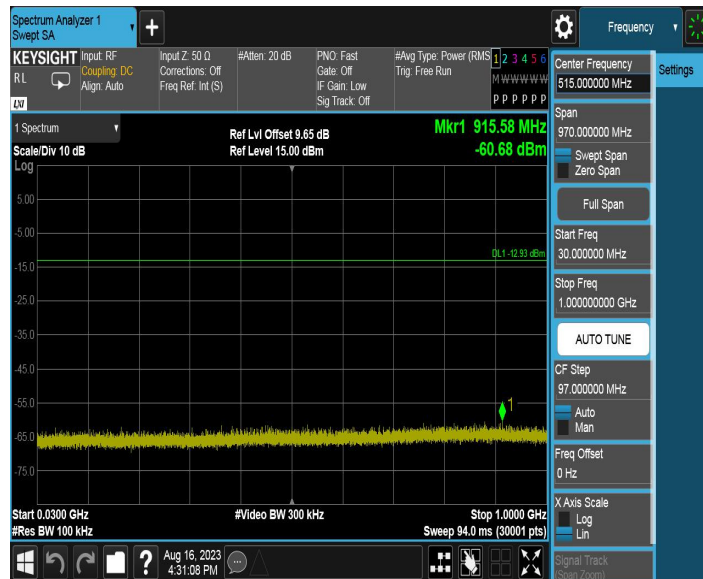 Spectrum Analyzer 1
Swept SA
Frequency
KEYSIGHT
RL
LXI
Input: RF
Coupling: DC
Align: Auto
Input Z: 50 Ω
Corrections: Off
Freq Ref: Int (S)
#Atten: 20 dB
PNO: Fast
Gate: Off
IF Gain: Low
Sig Track: Off
#Avg Type: Power (RMS
Trig: Free Run
1 2 3 4 5 6
M W W W W W
P P P P P P
1 Spectrum
Scale/Div 10 dB
Ref Lvl Offset 9.65 dB
Ref Level 15.00 dBm
Mkr1 915.58 MHz
-60.68 dBm
Log
5.00
-5.00
DL1 -12.93 dBm
-15.0
-25.0
-35.0
-45.0
-55.0
1
-65.0
-75.0
Start 0.0300 GHz
#Video BW 300 kHz
Stop 1.0000 GHz
#Res BW 100 kHz
Sweep 94.0 ms (30001 pts)
Aug 16, 2023
4:31:08 PM
?
Center Frequency
515.000000 MHz
Settings
Span
970.000000 MHz
Swept Span
Zero Span
Full Span
Start Freq
30.000000 MHz
Stop Freq
1.000000000 GHz
AUTO TUNE
CF Step
97.000000 MHz
Auto
Man
Freq Offset
0 Hz
X Axis Scale
Log
Lin
Signal Track
(Span Zoom)